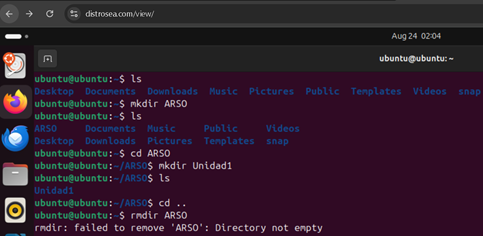 distrosea.com/view/
Aug 24 02:04
ubuntu@ubuntu: ~
ubuntu@ubuntu:~$ ls
Desktop Documents Downloads Music Pictures Public Templates Videos snap
ubuntu@ubuntu:~$ mkdir ARSO
ubuntu@ubuntu:~$ ls
ARSO Documents Music Public Videos
Desktop Downloads Pictures Templates snap
ubuntu@ubuntu:~$ cd ARSO
ubuntu@ubuntu:~/ARSO$ mkdir Unidad1
ubuntu@ubuntu:~/ARSO$ ls
Unidad1
ubuntu@ubuntu:~/ARSO$ cd ..
ubuntu@ubuntu:~$ rmdir ARSO
rmdir: failed to remove 'ARSO': Directory not empty